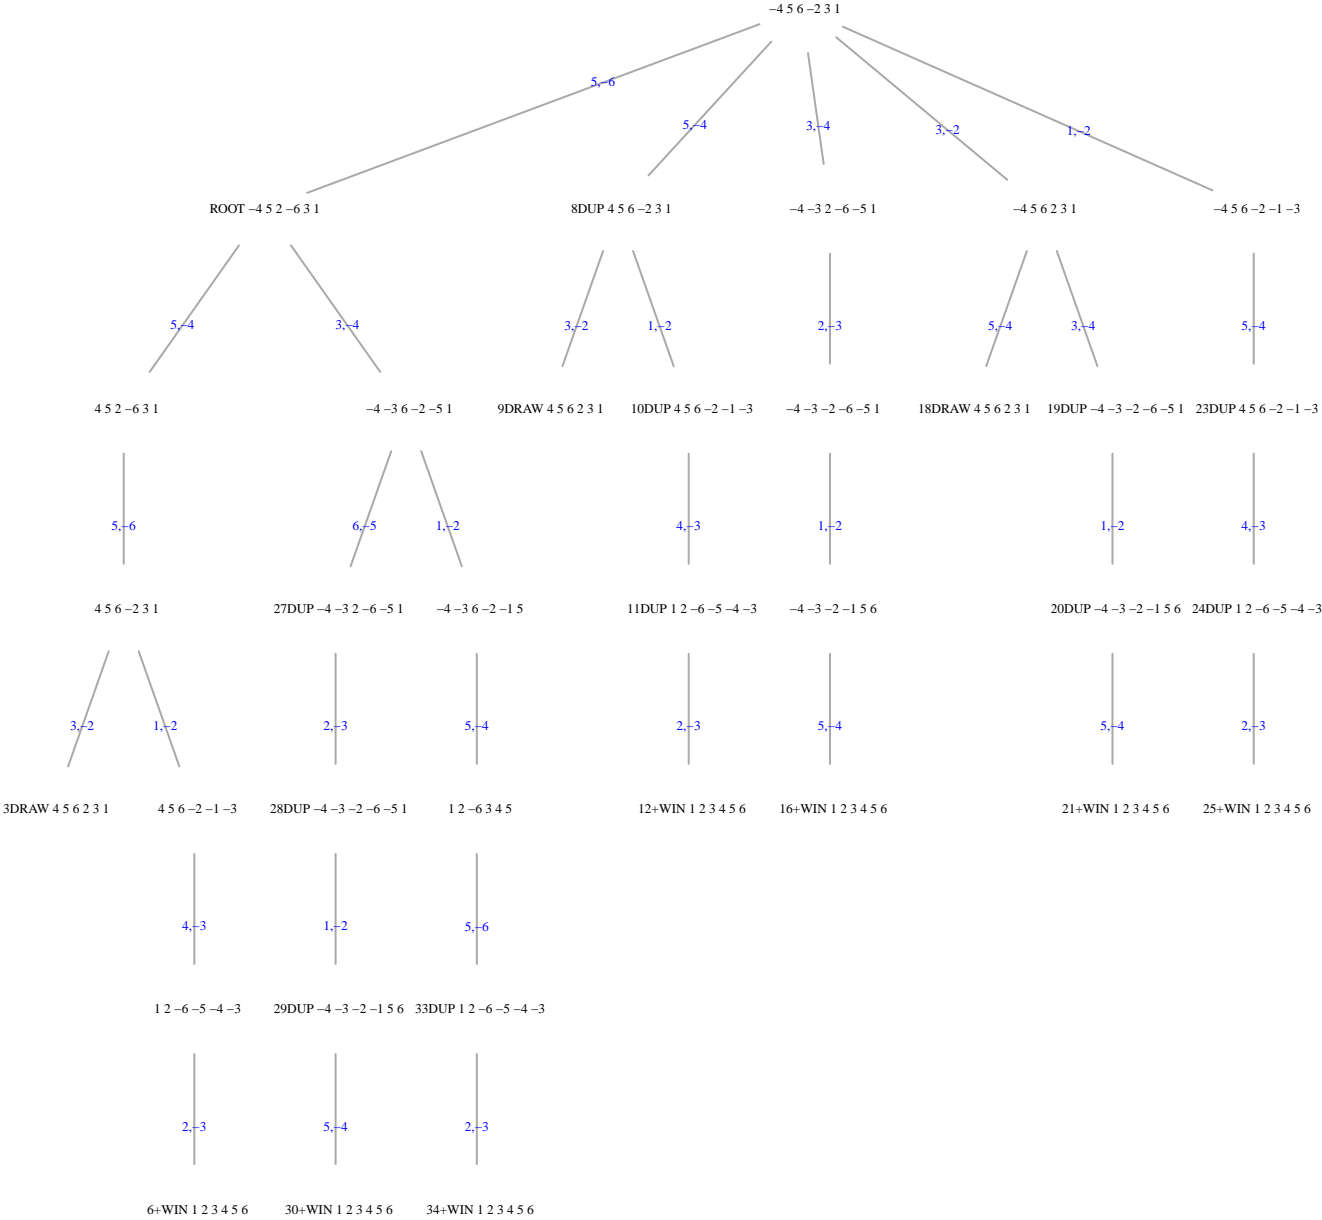 −4 5 6 −2 3 1
5,−6
5,−4
3,−4
3,−2
1,−2
ROOT −4 5 2 −6 3 1
8DUP 4 5 6 −2 3 1
−4 −3 2 −6 −5 1
−4 5 6 2 3 1
−4 5 6 −2 −1 −3
5,−4
3,−4
3,−2
1,−2
2,−3
5,−4
3,−4
5,−4
4 5 2 −6 3 1
−4 −3 6 −2 −5 1
9DRAW 4 5 6 2 3 1
10DUP 4 5 6 −2 −1 −3
−4 −3 −2 −6 −5 1
18DRAW 4 5 6 2 3 1
19DUP −4 −3 −2 −6 −5 1
23DUP 4 5 6 −2 −1 −3
5,−6
6,−5
1,−2
4,−3
1,−2
1,−2
4,−3
4 5 6 −2 3 1
27DUP −4 −3 2 −6 −5 1
−4 −3 6 −2 −1 5
11DUP 1 2 −6 −5 −4 −3
−4 −3 −2 −1 5 6
20DUP −4 −3 −2 −1 5 6
24DUP 1 2 −6 −5 −4 −3
3,−2
1,−2
2,−3
5,−4
2,−3
5,−4
5,−4
2,−3
3DRAW 4 5 6 2 3 1
4 5 6 −2 −1 −3
28DUP −4 −3 −2 −6 −5 1
1 2 −6 3 4 5
12+WIN 1 2 3 4 5 6
16+WIN 1 2 3 4 5 6
21+WIN 1 2 3 4 5 6
25+WIN 1 2 3 4 5 6
4,−3
1,−2
5,−6
1 2 −6 −5 −4 −3
29DUP −4 −3 −2 −1 5 6
33DUP 1 2 −6 −5 −4 −3
2,−3
5,−4
2,−3
6+WIN 1 2 3 4 5 6
30+WIN 1 2 3 4 5 6
34+WIN 1 2 3 4 5 6